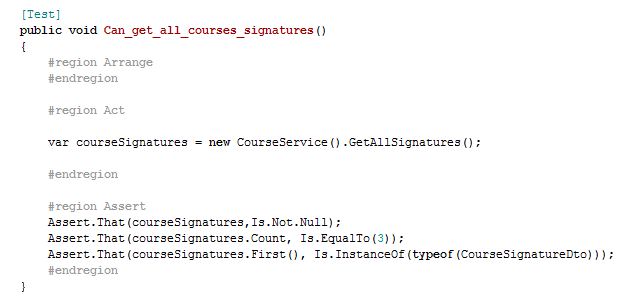 [Test]
public void Can_get_all_courses_signatures()
{
#region Arrange
#endregion
#region Act
var courseSignatures = new CourseService().GetAllSignatures();
#endregion
#region Assert
Assert.That(courseSignatures,Is.Not.Null);
Assert.That(courseSignatures.Count, Is.EqualTo(3));
Assert.That(courseSignatures.First(), Is.InstanceOf(typeof(CourseSignatureDto)));
#endregion
}